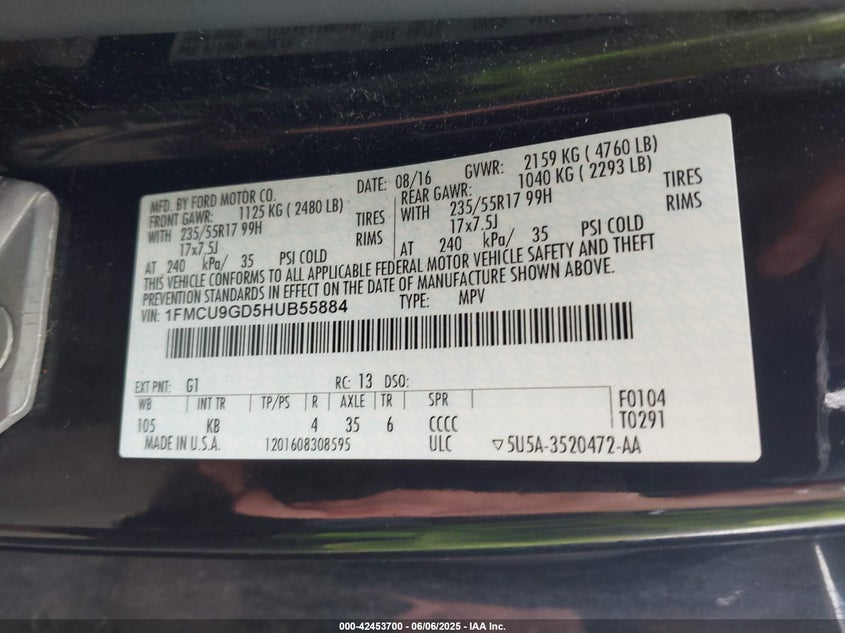 MFD. BY FORD MOTOR CO.
DATE: 08/16 GVWR: 2159 KG ( 4760 LB)
FRONT GAWR: 1125 KG ( 2480 LB)
REAR GAWR: 1040 KG ( 2293 LB)
WITH 235/55R17 99H TIRES
WITH 235/55R17 99H TIRES
17x7.5J RIMS
17x7.5J RIMS
AT 240 kPa/ 35 PSI COLD
AT 240 kPa/ 35 PSI COLD
THIS VEHICLE CONFORMS TO ALL APPLICABLE FEDERAL MOTOR VEHICLE SAFETY AND THEFT
PREVENTION STANDARDS IN EFFECT ON THE DATE OF MANUFACTURE SHOWN ABOVE.
VIN: 1FMCU9GD5HUB55884 TYPE: MPV
EXT PNT: G1 RC: 13 DSO:
WB INT TR TP/PS R AXLE TR SPR F0104
105 KB 4 35 6 CCCC T0291
MADE IN U.S.A. 1201608308595 ULC ▽5U5A-3520472-AA
000-42453700 - 06/06/2025 - IAA Inc.